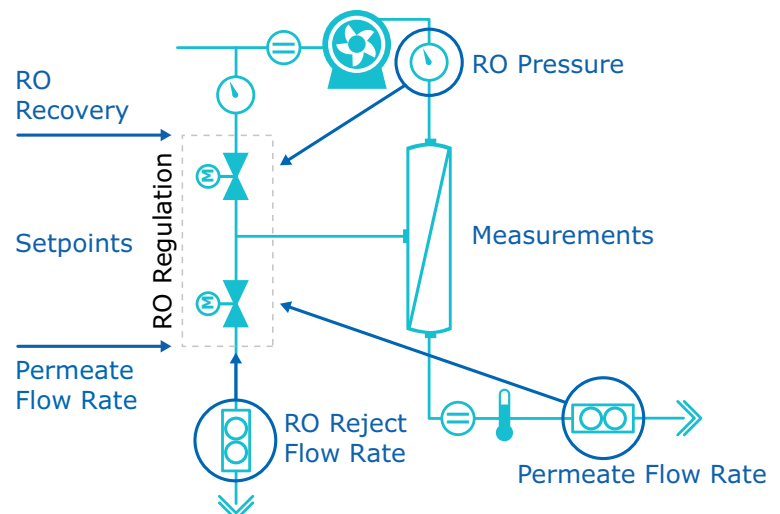 RO Pressure
RO
Recovery
RO Regulation
M
Setpoints
Measurements
M
Permeate
Flow Rate
RO Reject
Flow Rate
Permeate Flow Rate